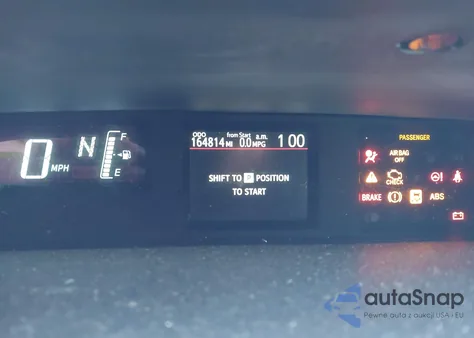 0 MPH
N
F
E
ODO
164814 MI
from Start
0.0 MPG
a.m.
1 00
SHIFT TO P POSITION
TO START
PASSENGER
AIR BAG
OFF
CHECK
BRAKE
ABS
autoSnap
Pewne auta z aukcji USA i EU